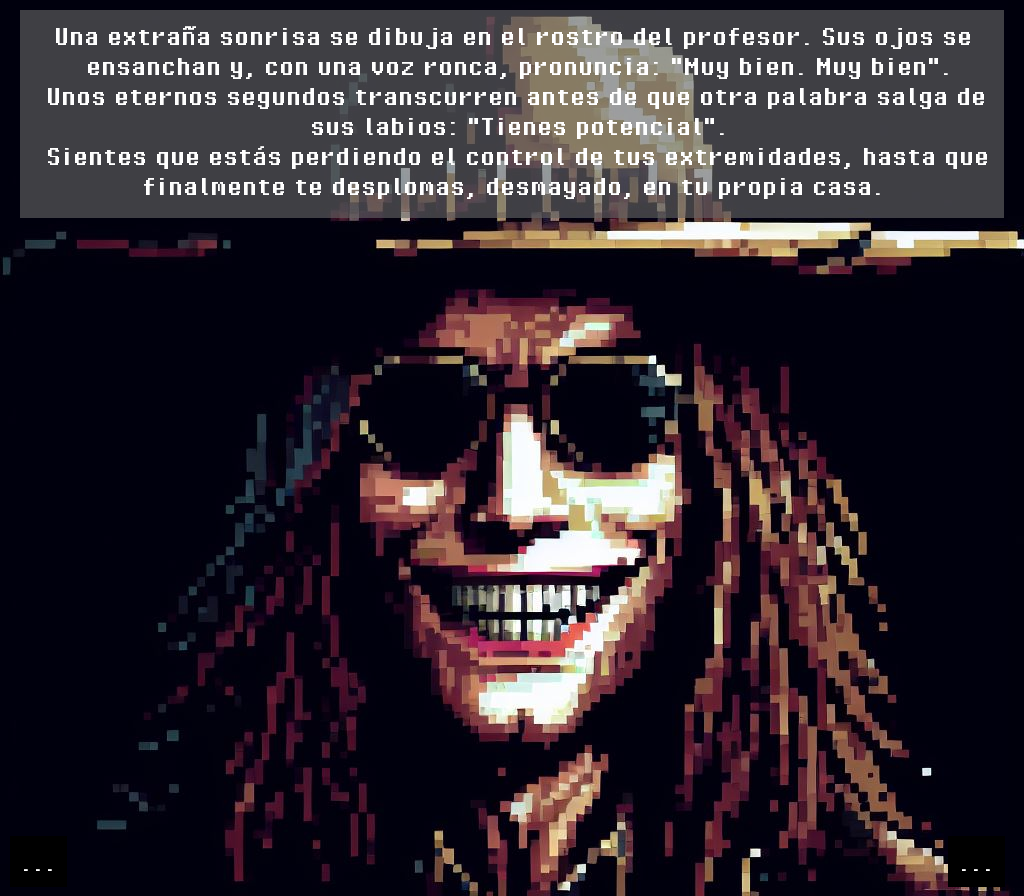 Una extraña sonrisa se dibuja en el rostro del profesor. Sus ojos se
ensanchan y, con una voz ronca, pronuncia: "Muy bien. Muy bien".
Unos eternos segundos transcurren antes de que otra palabra salga de
sus labios: "Tienes potencial".
Sientes que estás perdiendo el control de tus extremidades, hasta que
finalmente te desplomas, desmayado, en tu propia casa.
...
...